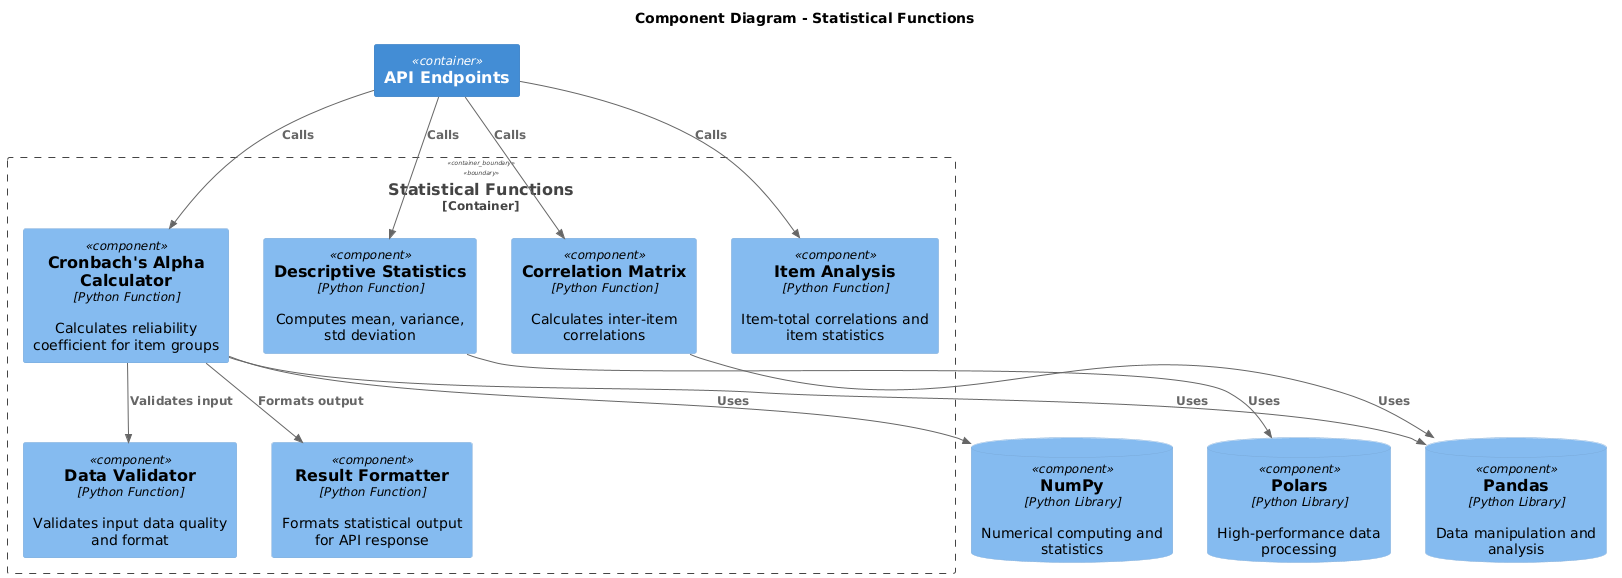 Component Diagram - Statistical Functions
«container»
API Endpoints
Calls
Calls
Calls
Calls
«container_boundary»
«boundary»
Statistical Functions
[Container]
«component»
Cronbach's Alpha
Calculator
[Python Function]
Calculates reliability
coefficient for item groups
«component»
Descriptive Statistics
[Python Function]
Computes mean, variance,
std deviation
«component»
Correlation Matrix
[Python Function]
Calculates inter-item
correlations
«component»
Item Analysis
[Python Function]
Item-total correlations and
item statistics
Validates input
Formats output
Uses
Uses
Uses
Uses
«component»
Data Validator
[Python Function]
Validates input data quality
and format
«component»
Result Formatter
[Python Function]
Formats statistical output
for API response
«component»
NumPy
[Python Library]
Numerical computing and
statistics
«component»
Polars
[Python Library]
High-performance data
processing
«component»
Pandas
[Python Library]
Data manipulation and
analysis